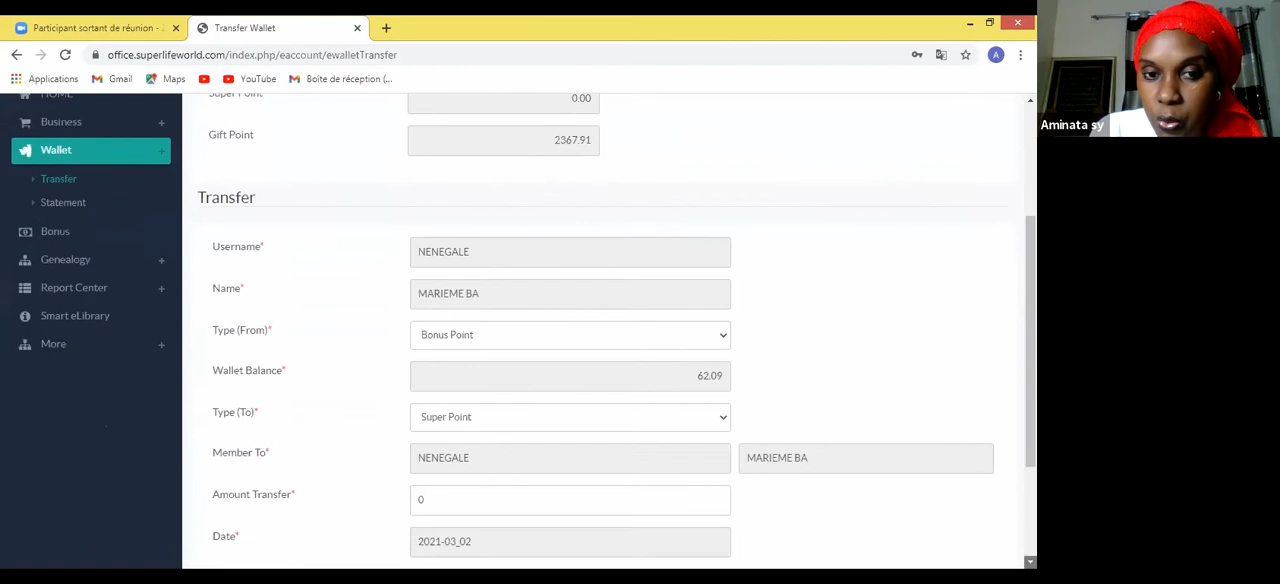 Participant sortant de réunion - 
Transfer Wallet
office.superlifeworld.com/index.php/eaccount/ewalletTransfer
Applications Gmail Maps YouTube Boîte de réception (...
HOME
Business
Wallet
Transfer
Statement
Bonus
Genealogy
Report Center
Smart eLibrary
More
Super Point 0.00
Gift Point 2367.91
Transfer
Username* NENEGALE
Name* MARIEME BA
Type (From)* Bonus Point
Wallet Balance* 62.09
Type (To)* Super Point
Member To* NENEGALE MARIEME BA
Amount Transfer* 0
Date* 2021-03_02
A
Aminata sy